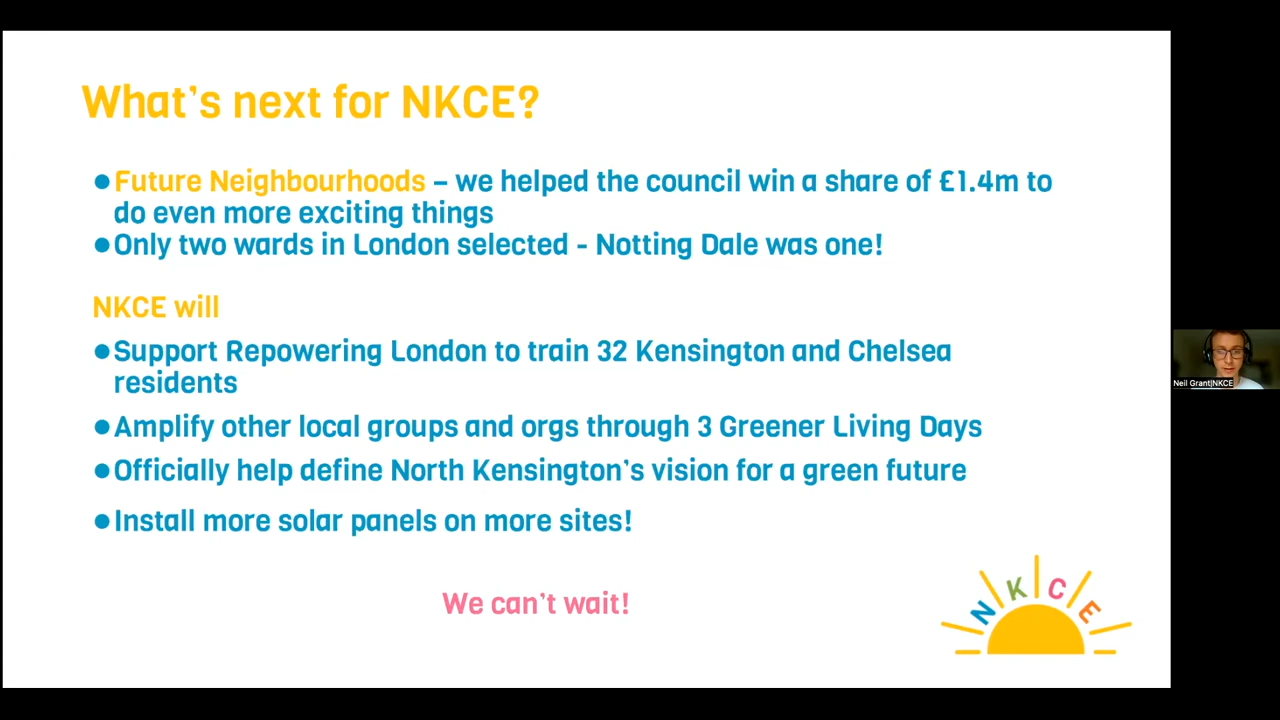 What's next for NKCE?
●Future Neighbourhoods – we helped the council win a share of £1.4m to
do even more exciting things
●Only two wards in London selected - Notting Dale was one!
NKCE will
●Support Repowering London to train 32 Kensington and Chelsea
residents
●Amplify other local groups and orgs through 3 Greener Living Days
●Officially help define North Kensington's vision for a green future
●Install more solar panels on more sites!
We can't wait!
N K C E
Neil Grant|NKCE